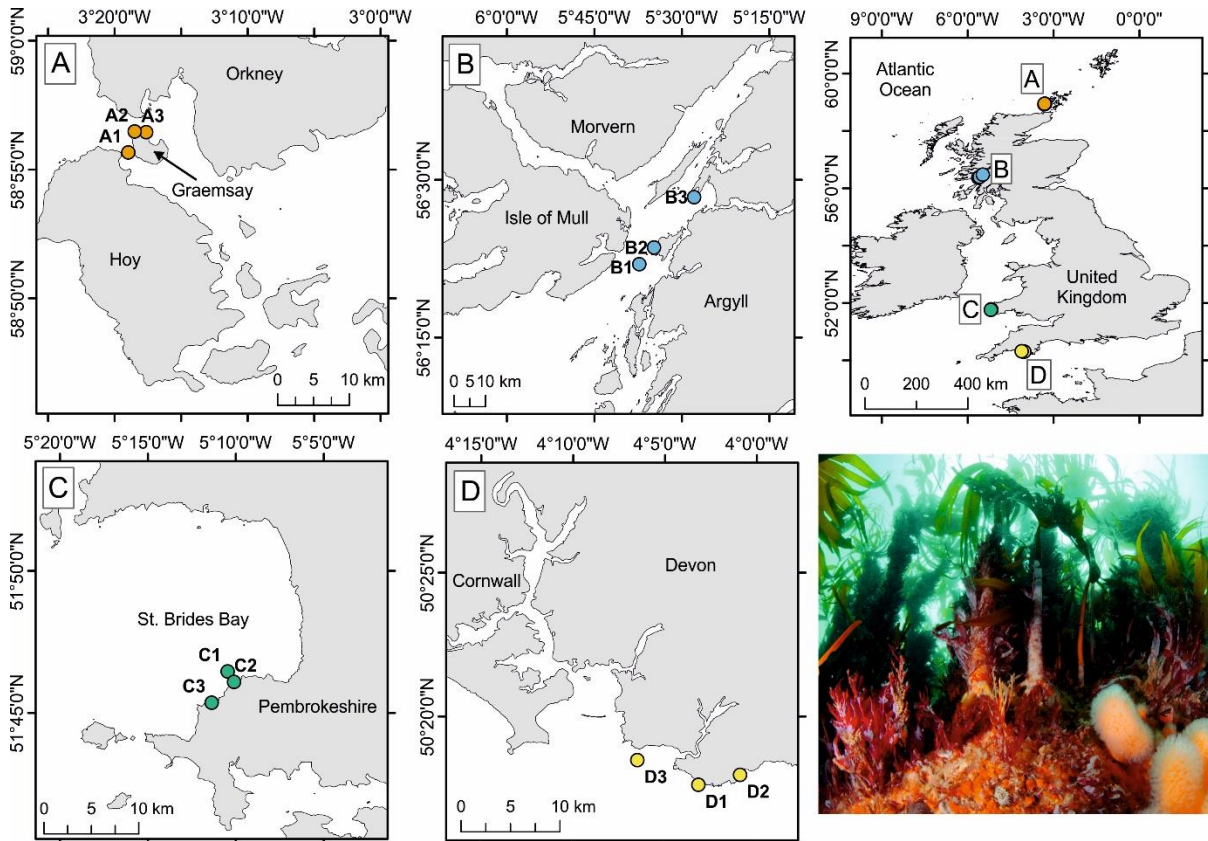 3°20'0"W 3°10'0"W 3°0'0"W
59°0'0"N
58°55'0"N
58°50'0"N
A
Orkney
A2 A3
A1
Graemsay
Hoy
0 5 10 km
6°0'0"W 5°45'0"W 5°30'0"W 5°15'0"W
56°30'0"N
56°15'0"N
B
Morvern
B3
Isle of Mull
B2
B1
Argyll
0 5 10 km
9°0'0"W 6°0'0"W 3°0'0"W 0°0'0"W
60°0'0"N
56°0'0"N
52°0'0"N
Atlantic
Ocean
A
B
United
Kingdom
C
D
0 200 400 km
5°20'0"W 5°15'0"W 5°10'0"W 5°5'0"W
51°50'0"N
51°45'0"N
C
St. Brides Bay
C1
C2
C3
Pembrokeshire
0 5 10 km
4°15'0"W 4°10'0"W 4°5'0"W 4°0'0"W
50°25'0"N
50°20'0"N
D
Cornwall
Devon
D3
D1 D2
0 5 10 km